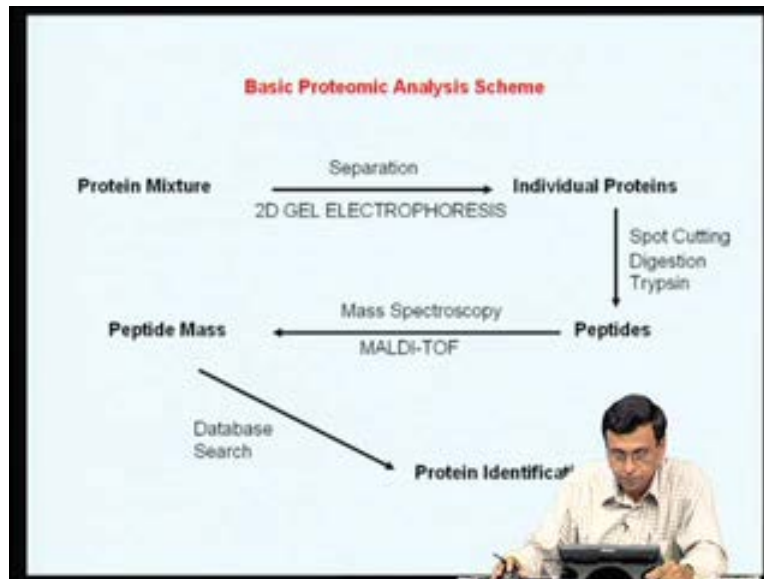 Basic Proteomic Analysis Scheme
Protein Mixture
Separation
2D GEL ELECTROPHORESIS
Individual Proteins
Spot Cutting
Digestion
Trypsin
Peptide Mass
Mass Spectroscopy
MALDI-TOF
Peptides
Database
Search
Protein